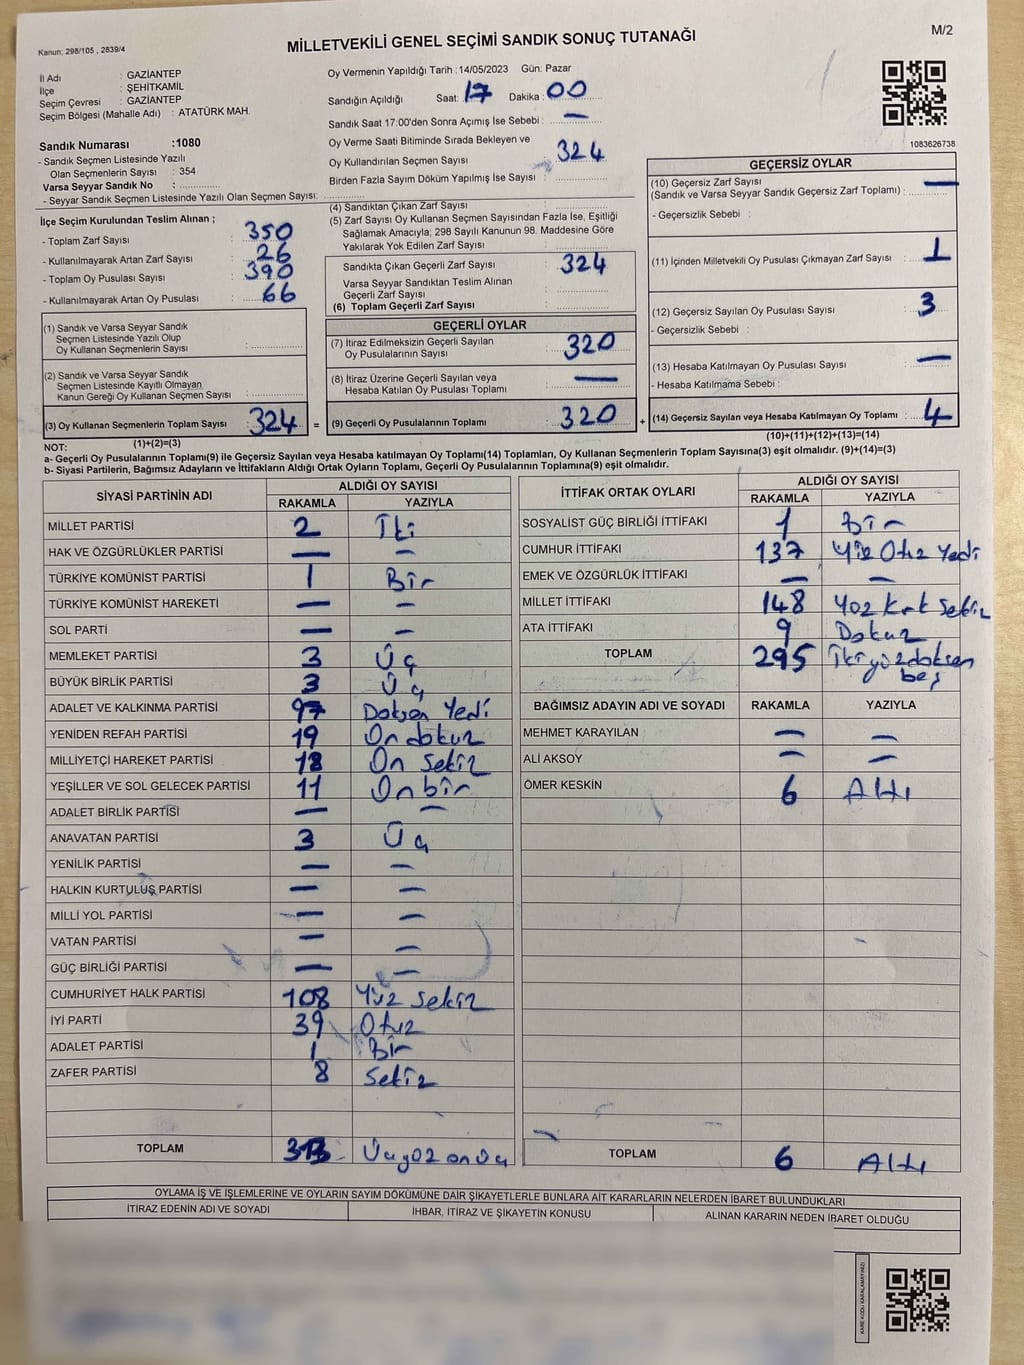 Kanun; 298/105 , 2839/4
MİLLETVEKİLİ GENEL SEÇİMİ SANDIK SONUÇ TUTANAĞI
M/2
İl Adı : GAZİANTEP
İlçe : ŞEHİTKAMİL
Seçim Çevresi : GAZİANTEP
Seçim Bölgesi (Mahalle Adı) : ATATÜRK MAH.
Sandık Numarası :1080
- Sandık Seçmen Listesinde Yazılı
Olan Seçmenlerin Sayısı : 354
Varsa Seyyar Sandık No :
- Seyyar Sandık Seçmen Listesinde Yazılı Olan Seçmen Sayısı:
Oy Vermenin Yapıldığı Tarih : 14/05/2023 Gün: Pazar
Sandığın Açıldığı Saat: 17 Dakika : 00
Sandık Saat 17:00'den Sonra Açımış İse Sebebi : —
Oy Verme Saati Bitiminde Sırada Bekleyen ve
Oy Kullandırılan Seçmen Sayısı : 324
Birden Fazla Sayım Döküm Yapılmış İse Sayısı :
1083626738
İlçe Seçim Kurulundan Teslim Alınan ;
- Toplam Zarf Sayısı : 350
- Kullanılmayarak Artan Zarf Sayısı : 26
- Toplam Oy Pusulası Sayısı : 390
- Kullanılmayarak Artan Oy Pusulası : 66
(4) Sandıktan Çıkan Zarf Sayısı :
(5) Zarf Sayısı Oy Kullanan Seçmen Sayısından Fazla İse, Eşitliği
Sağlamak Amacıyla; 298 Sayılı Kanunun 98. Maddesine Göre
Yakılarak Yok Edilen Zarf Sayısı :
Sandıkta Çıkan Geçerli Zarf Sayısı : 324
Varsa Seyyar Sandıktan Teslim Alınan
Geçerli Zarf Sayısı :
(6) Toplam Geçerli Zarf Sayısı :
GEÇERSİZ OYLAR
(10) Geçersiz Zarf Sayısı
(Sandık ve Varsa Seyyar Sandık Geçersiz Zarf Toplamı) : —
- Geçersizlik Sebebi :
(11) İçinden Milletvekili Oy Pusulası Çıkmayan Zarf Sayısı : 1
(12) Geçersiz Sayılan Oy Pusulası Sayısı : 3
- Geçersizlik Sebebi :
(13) Hesaba Katılmayan Oy Pusulası Sayısı : —
- Hesaba Katılmama Sebebi :
(14) Geçersiz Sayılan veya Hesaba Katılmayan Oy Toplamı : 4
(1) Sandık ve Varsa Seyyar Sandık
Seçmen Listesinde Yazılı Olup
Oy Kullanan Seçmenlerin Sayısı :
(2) Sandık ve Varsa Seyyar Sandık
Seçmen Listesinde Kayıtlı Olmayan
Kanun Gereği Oy Kullanan Seçmen Sayısı :
(3) Oy Kullanan Seçmenlerin Toplam Sayısı : 324 =
GEÇERLİ OYLAR
(7) İtiraz Edilmeksizin Geçerli Sayılan
Oy Pusulalarının Sayısı : 320
(8) İtiraz Üzerine Geçerli Sayılan veya
Hesaba Katılan Oy Pusulası Toplamı : —
(9) Geçerli Oy Pusulalarının Toplamı : 320 +
(1)+(2)=(3)
(10)+(11)+(12)+(13)=(14)
NOT:
a- Geçerli Oy Pusulalarının Toplamı(9) ile Geçersiz Sayılan veya Hesaba katılmayan Oy Toplamı(14) Toplamları, Oy Kullanan Seçmenlerin Toplam Sayısına(3) eşit olmalıdır. (9)+(14)=(3)
b- Siyasi Partilerin, Bağımsız Adayların ve İttifakların Aldığı Ortak Oyların Toplamı, Geçerli Oy Pusulalarının Toplamına(9) eşit olmalıdır.
SİYASİ PARTİNİN ADI ALDIĞI OY SAYISI
RAKAMLA YAZIYLA
MİLLET PARTİSİ 2 İki
HAK VE ÖZGÜRLÜKLER PARTİSİ — —
TÜRKİYE KOMÜNİST PARTİSİ 1 Bir
TÜRKİYE KOMÜNİST HAREKETİ — —
SOL PARTİ — —
MEMLEKET PARTİSİ 3 Üç
BÜYÜK BİRLİK PARTİSİ 3 Üç
ADALET VE KALKINMA PARTİSİ 97 Doksan Yedi
YENİDEN REFAH PARTİSİ 19 On dokuz
MİLLİYETÇİ HAREKET PARTİSİ 18 On sekiz
YEŞİLLER VE SOL GELECEK PARTİSİ 11 On bir
ADALET BİRLİK PARTİSİ — —
ANAVATAN PARTİSİ 3 Üç
YENİLİK PARTİSİ — —
HALKIN KURTULUŞ PARTİSİ — —
MİLLİ YOL PARTİSİ — —
VATAN PARTİSİ — —
GÜÇ BİRLİĞİ PARTİSİ — —
CUMHURİYET HALK PARTİSİ 108 Yüz sekiz
İYİ PARTİ 39 Otuz
ADALET PARTİSİ 1 Bir
ZAFER PARTİSİ 8 Sekiz
TOPLAM 313 Üçyüz on üç
İTTİFAK ORTAK OYLARI ALDIĞI OY SAYISI
RAKAMLA YAZIYLA
SOSYALİST GÜÇ BİRLİĞİ İTTİFAKI 1 Bir
CUMHUR İTTİFAKI 137 Yüz Otuz Yedi
EMEK VE ÖZGÜRLÜK İTTİFAKI — —
MİLLET İTTİFAKI 148 Yüz Kırk Sekiz
ATA İTTİFAKI 9 Dokuz
TOPLAM 295 İki yüz doksan beş
BAĞIMSIZ ADAYIN ADI VE SOYADI RAKAMLA YAZIYLA
MEHMET KARAYILAN — —
ALİ AKSOY — —
ÖMER KESKİN 6 Altı
TOPLAM 6 Altı
OYLAMA İŞ VE İŞLEMLERİNE VE OYLARIN SAYIM DÖKÜMÜNE DAİR ŞİKAYETLERLE BUNLARA AİT KARARLARIN NELERDEN İBARET BULUNDUKLARI
İTİRAZ EDENİN ADI VE SOYADI İHBAR, İTİRAZ VE ŞİKAYETİN KONUSU ALINAN KARARIN NEDEN İBARET OLDUĞU
KARE KODU KARALAMAYINIZ!